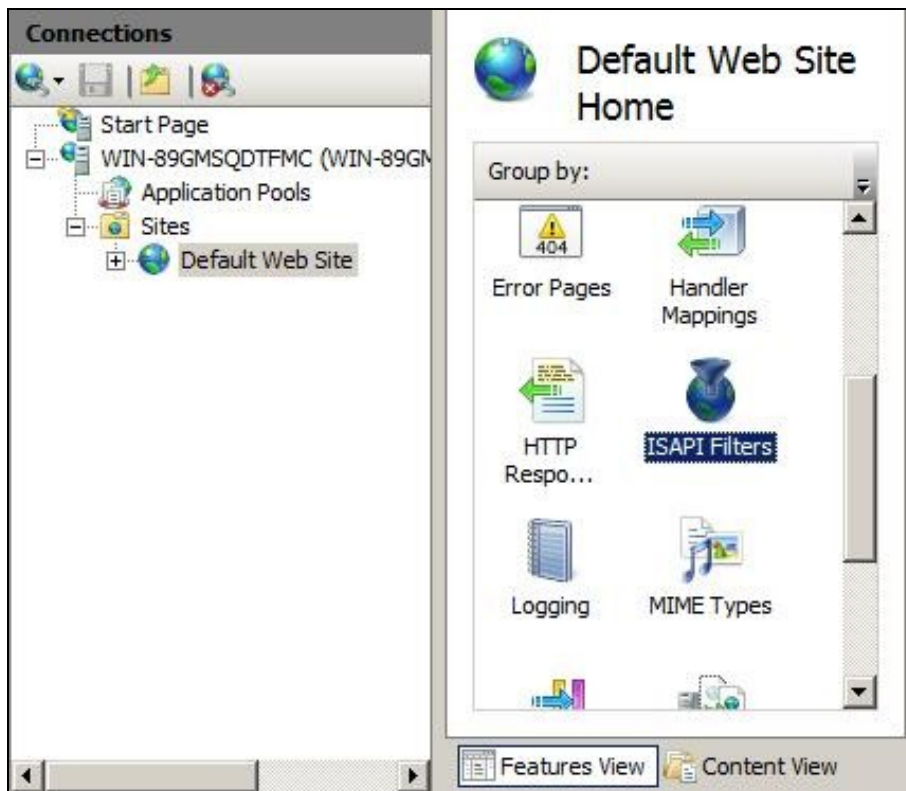 Connections
Start Page
WIN-89GMSQDTFMC (WIN-89GM
Application Pools
Sites
Default Web Site
Default Web Site
Home
Group by:
404
Error Pages
Handler
Mappings
HTTP
Respo...
ISAPI Filters
Logging
MIME Types
Features View
Content View